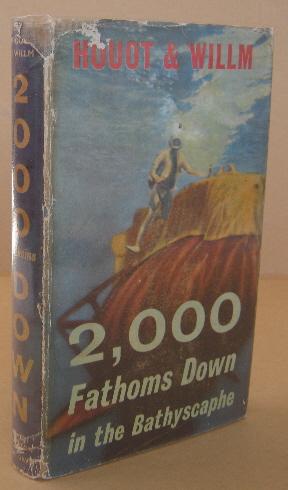 HOUOT & WILLM
2,000
Fathoms Down
in the Bathyscaphe
WILLM
2000
DOWN